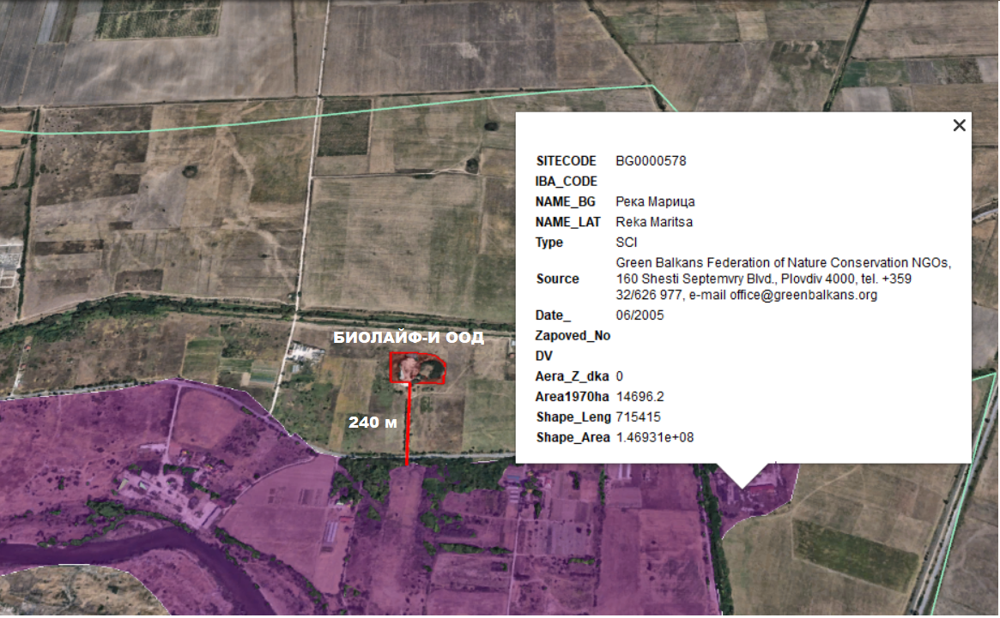 SITECODE BG0000578
IBA_CODE
NAME_BG Река Марица
NAME_LAT Reka Maritsa
Type SCI
Source Green Balkans Federation of Nature Conservation NGOs,
160 Shesti Septemvry Blvd., Plovdiv 4000, tel. +359
32/626 977, e-mail office@greenbalkans.org
Date_ 06/2005
Zapoved_No
DV
Aera_Z_dka 0
Area1970ha 14696.2
Shape_Leng 715415
Shape_Area 1.46931e+08
БИОЛАЙФ-И ООД
240 м